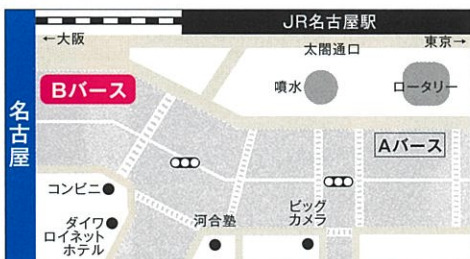 JR名古屋駅
←大阪
東京→
太閤通口
Bバース
噴水
ロータリー
名古屋
Aバース
コンビニ
ダイワ
ロイネット
ホテル
河合塾
ビッグ
カメラ